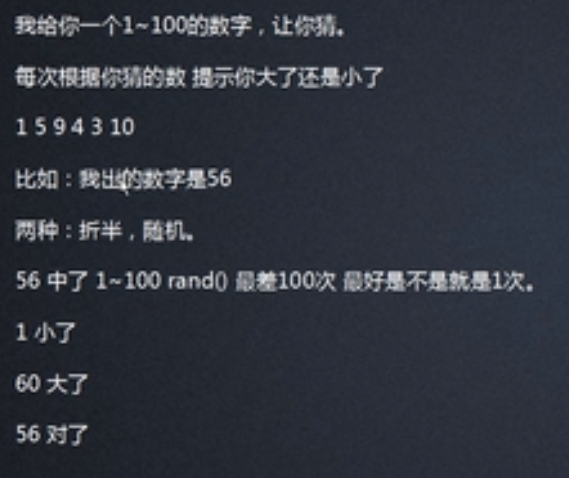 我给你一个1~100的数字，让你猜。
每次根据你猜的数 提示你大了还是小了
1 5 9 4 3 10
比如：我出的数字是56
两种：折半，随机。
56 中了 1~100 rand() 最差100次 最好是不是就是1次。
1 小了
60 大了
56 对了